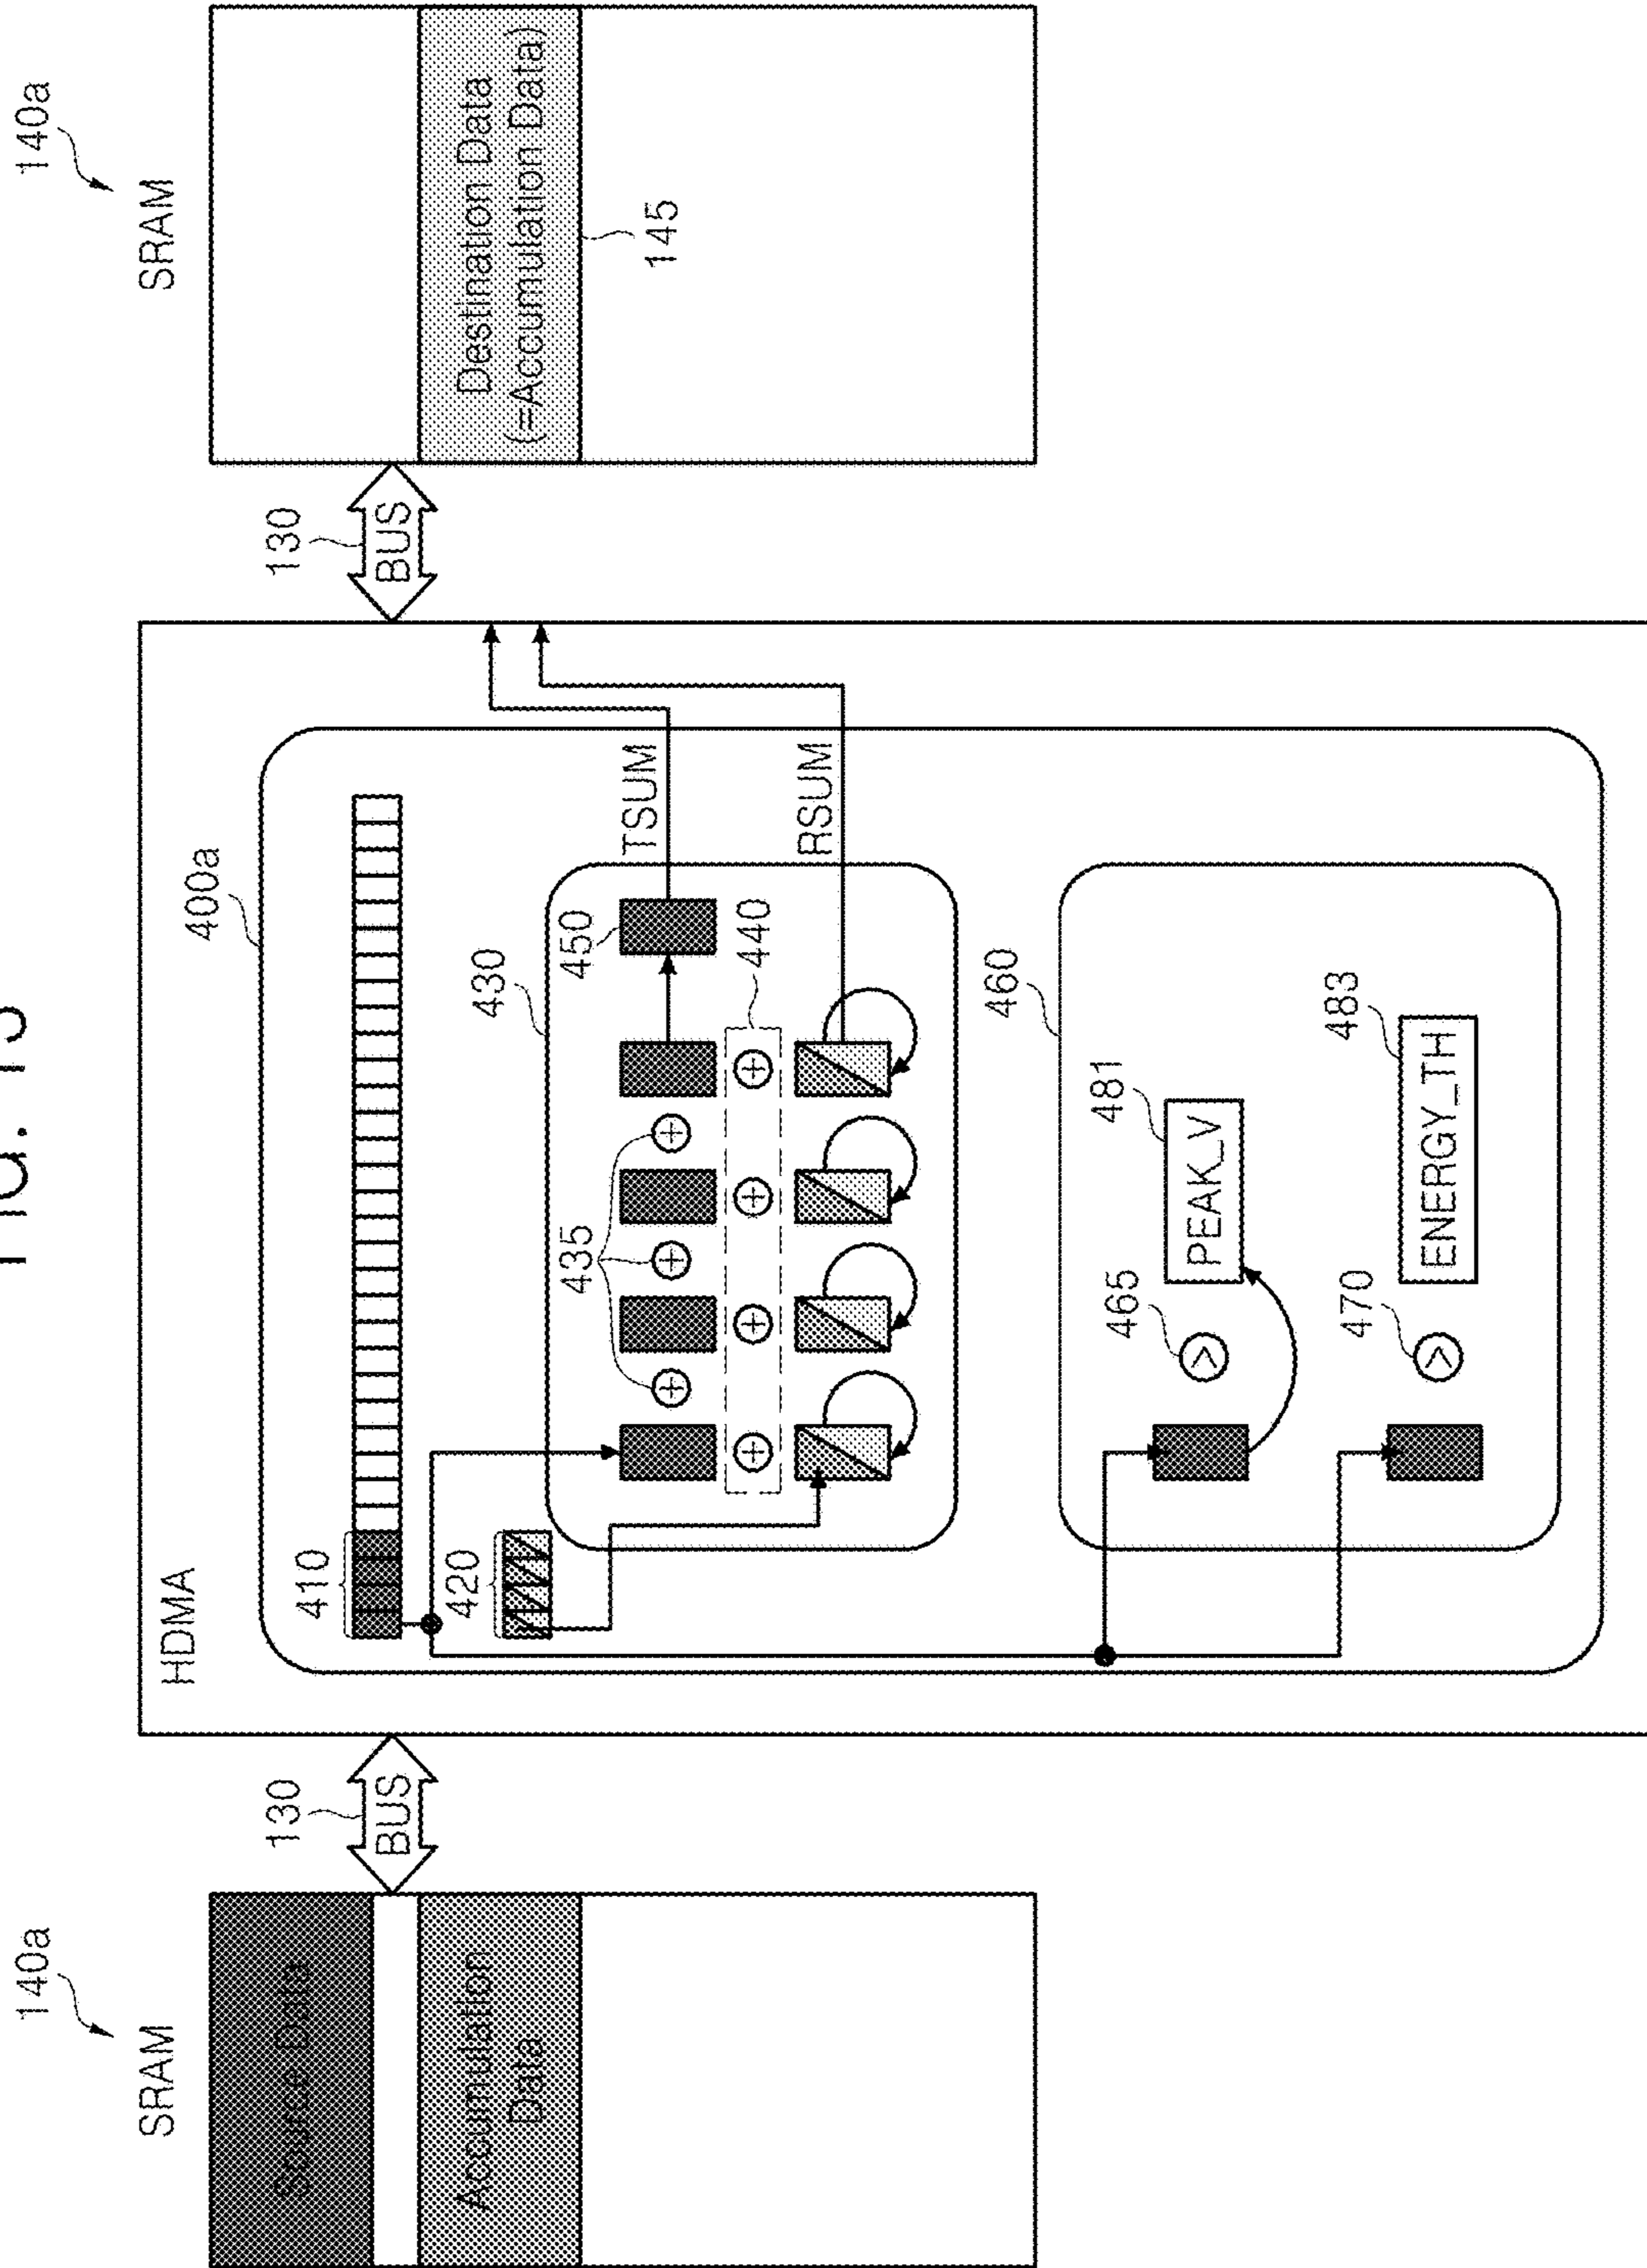 FIG.
SRAM
140a
Source Data
Accumulation
Data
130
BUS
HDMA
400a
410
420
430
435
450
TSUM
440
RSUM
460
465
481
PEAK_V
470
483
ENERGY_TH
130
BUS
SRAM
140a
Destination Data
(=Accumulation Data)
145